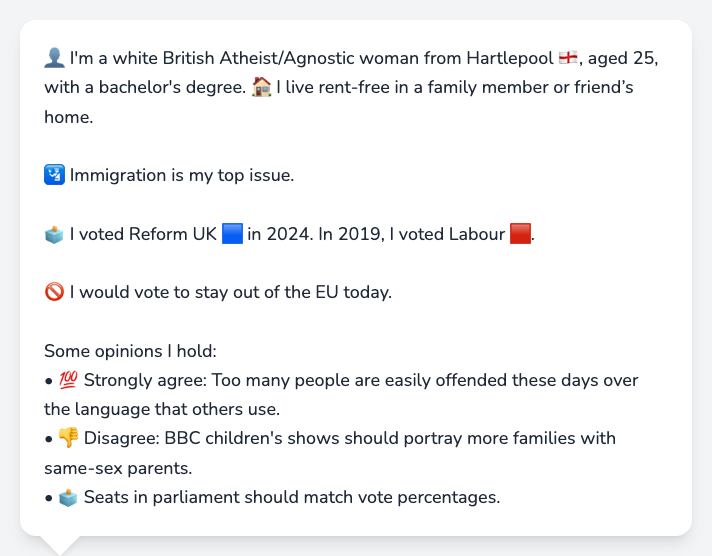 👤 I'm a white British Atheist/Agnostic woman from Hartlepool 🏴󠁧󠁢󠁥󠁮󠁧󠁿, aged 25,
with a bachelor's degree. 🏠 I live rent-free in a family member or friend’s
home.
🛂 Immigration is my top issue.
🗳️ I voted Reform UK 🟦 in 2024. In 2019, I voted Labour 🟥.
🚫 I would vote to stay out of the EU today.
Some opinions I hold:
• 💯 Strongly agree: Too many people are easily offended these days over
the language that others use.
• 👎 Disagree: BBC children's shows should portray more families with
same-sex parents.
• 🗳️ Seats in parliament should match vote percentages.